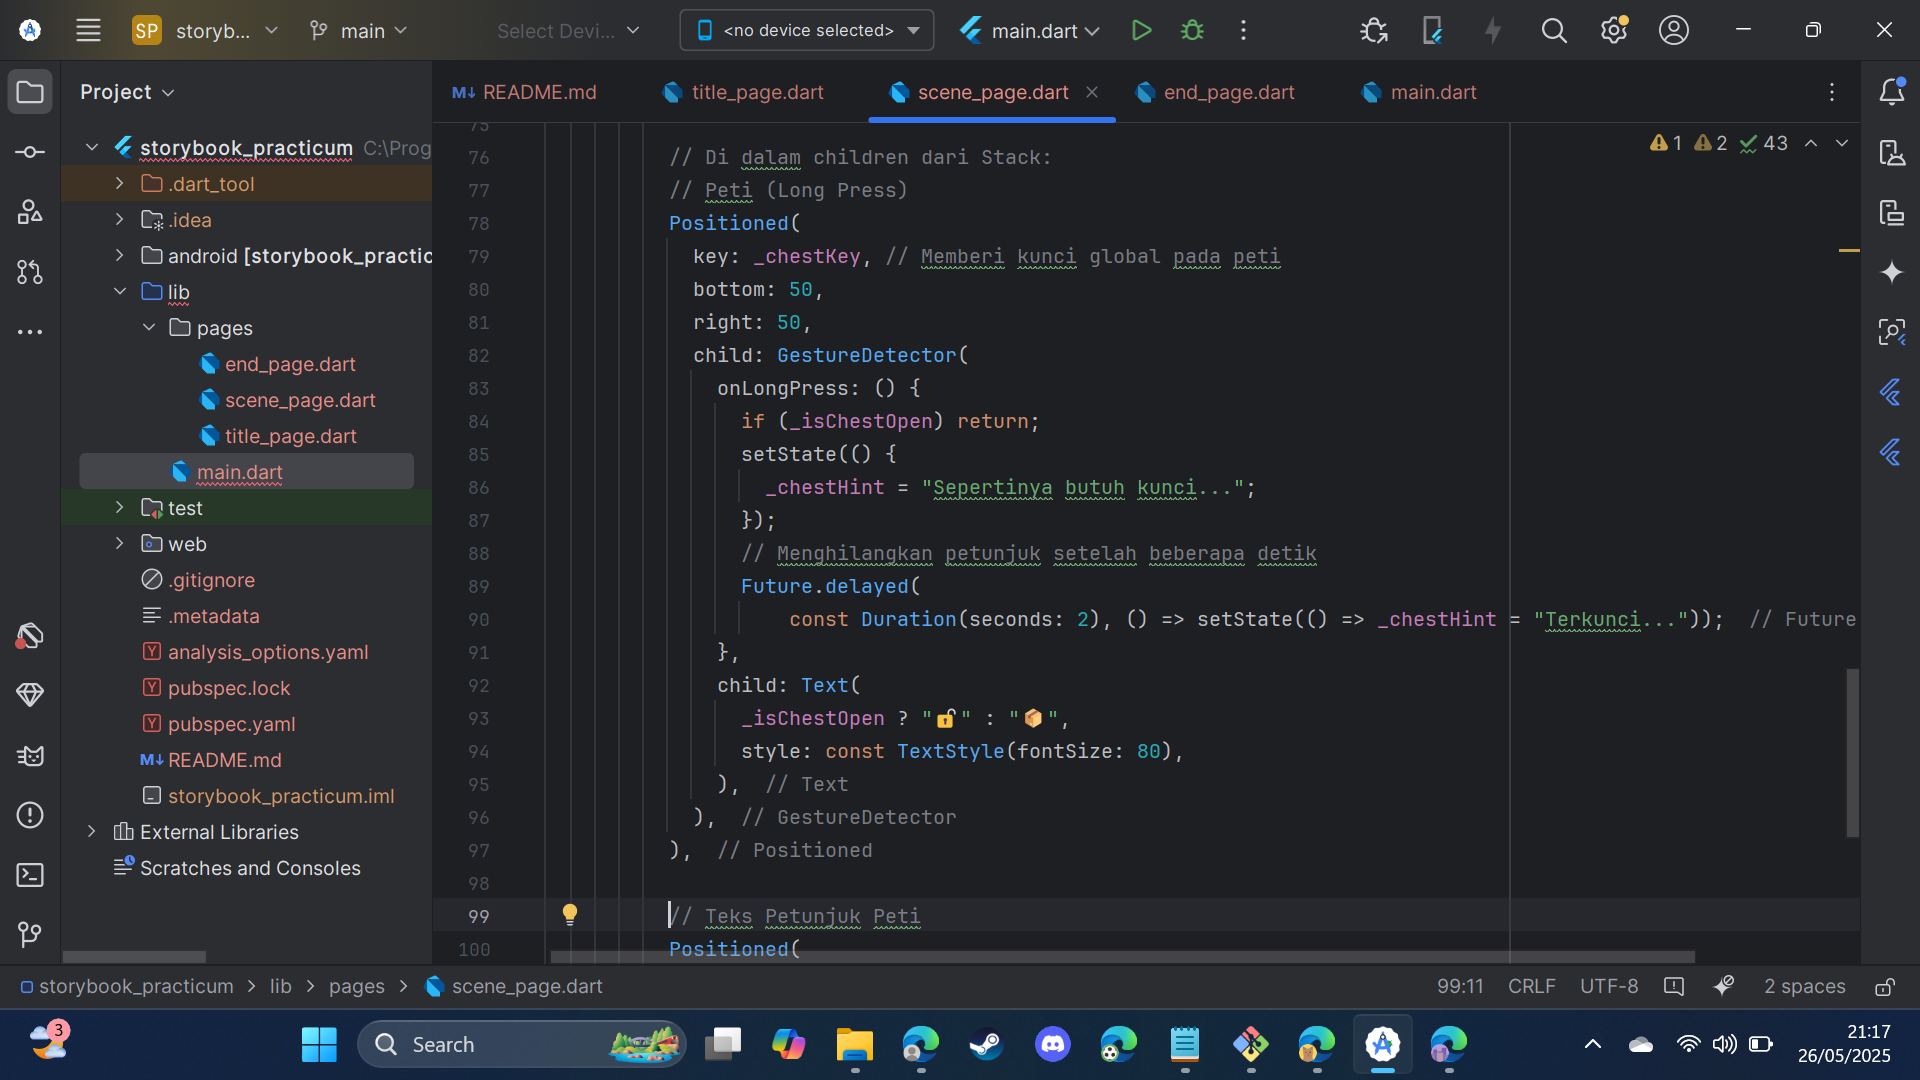 SP storyb... main Select Devi... <no device selected> main.dart
Project
README.md title_page.dart scene_page.dart end_page.dart main.dart
storybook_practicum C:\Prog
.dart_tool
.idea
android [storybook_practic
lib
pages
end_page.dart
scene_page.dart
title_page.dart
main.dart
test
web
.gitignore
.metadata
analysis_options.yaml
pubspec.lock
pubspec.yaml
README.md
storybook_practicum.iml
External Libraries
Scratches and Consoles
1 2 43
75
76 // Di dalam children dari Stack:
77 // Peti (Long Press)
78 Positioned(
79 key: _chestKey, // Memberi kunci global pada peti
80 bottom: 50,
81 right: 50,
82 child: GestureDetector(
83 onLongPress: () {
84 if (_isChestOpen) return;
85 setState(() {
86 _chestHint = "Sepertinya butuh kunci...";
87 });
88 // Menghilangkan petunjuk setelah beberapa detik
89 Future.delayed(
90 const Duration(seconds: 2), () => setState(() => _chestHint = "Terkunci...")); // Future
91 },
92 child: Text(
93 _isChestOpen ? "🔓" : "📦",
94 style: const TextStyle(fontSize: 80),
95 ), // Text
96 ), // GestureDetector
97 ), // Positioned
98
99 // Teks Petunjuk Peti
100 Positioned(
storybook_practicum > lib > pages > scene_page.dart 99:11 CRLF UTF-8 2 spaces
3 Search 21:17
26/05/2025